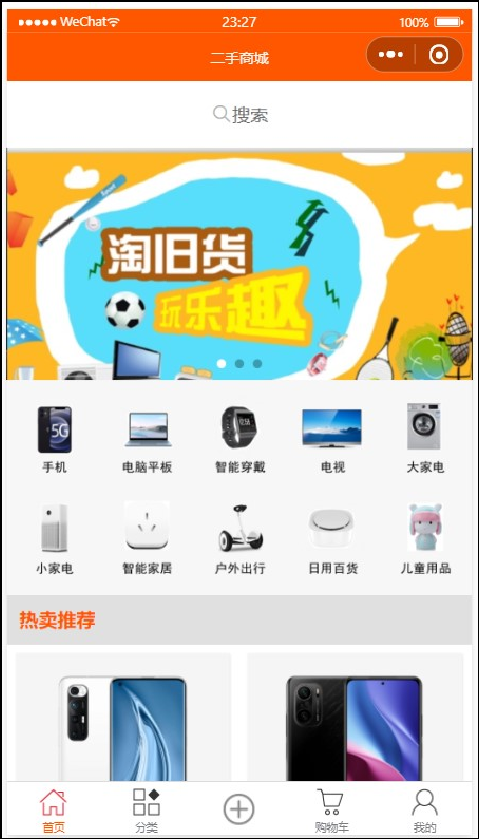 WeChat 23:27 100%
二手商城
搜索
淘旧货
玩乐趣
5G
手机 电脑平板 智能穿戴 电视 大家电
小家电 智能家居 户外出行 日用百货 儿童用品
热卖推荐
首页 分类 购物车 我的